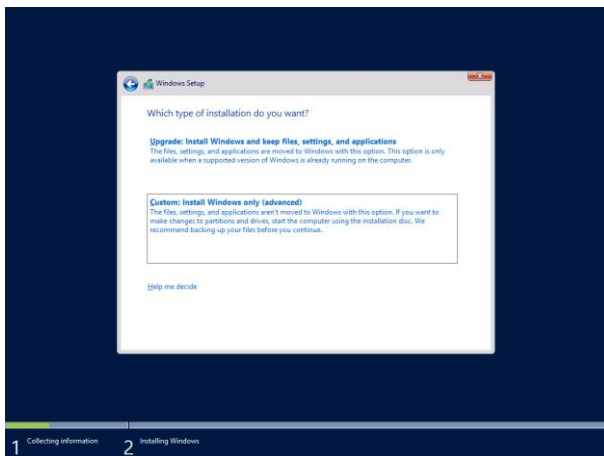 Windows Setup
Which type of installation do you want?
Upgrade: Install Windows and keep files, settings, and applications
The files, settings, and applications are moved to Windows with this option. This option is only
available when a supported version of Windows is already running on the computer.
Custom: Install Windows only (advanced)
The files, settings, and applications aren't moved to Windows with this option. If you want to
make changes to partitions and drives, start the computer using the installation disc. We
recommend backing up your files before you continue.
Help me decide
1 Collecting information 2 Installing Windows